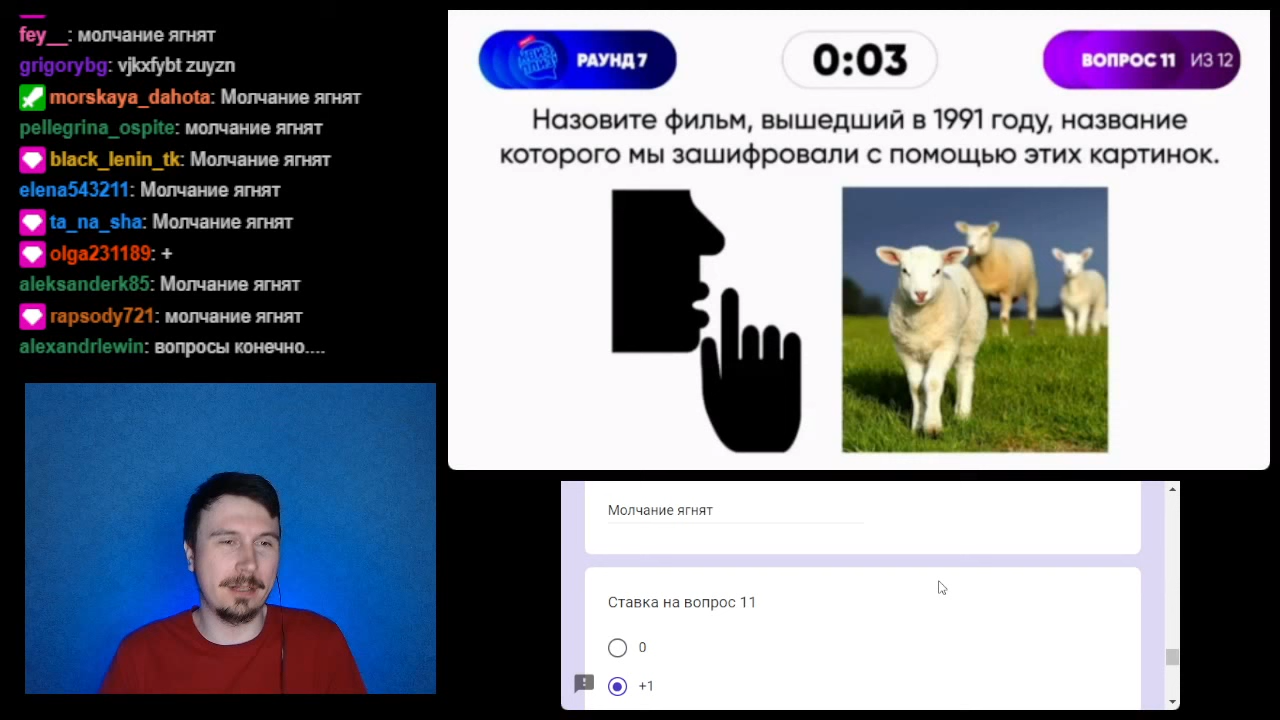 fey__: молчание ягнят
grigorybg: vjkxfybt zuyzn
morskaya_dahota: Молчание ягнят
pellegrina_ospite: молчание ягнят
black_lenin_tk: Молчание ягнят
elena543211: Молчание ягнят
ta_na_sha: Молчание ягнят
olga231189: +
aleksanderk85: Молчание ягнят
rapsody721: молчание ягнят
alexandrlewin: вопросы конечно....
РАУНД 7
0:03
ВОПРОС 11 ИЗ 12
Назовите фильм, вышедший в 1991 году, название
которого мы зашифровали с помощью этих картинок.
Молчание ягнят
Ставка на вопрос 11
0
+1